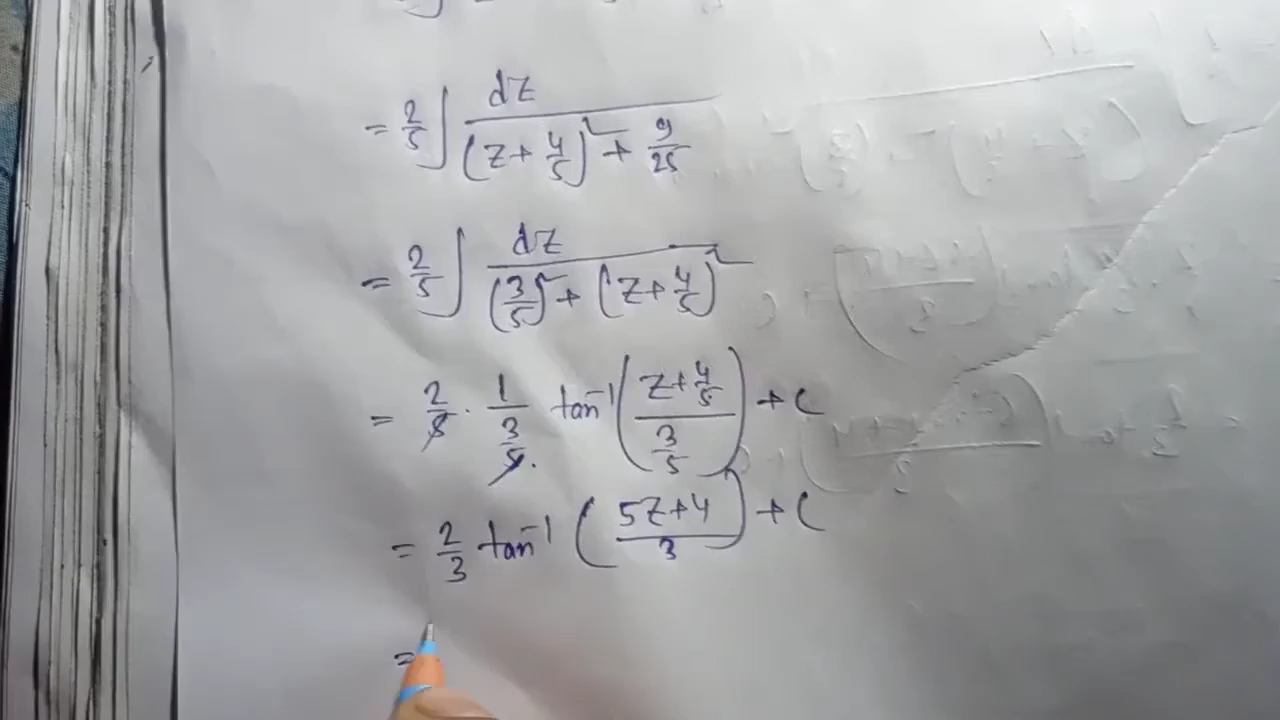 = 2/5 ∫ dz / (z + 4/5)² + 9/25
= 2/5 ∫ dz / (3/5)² + (z + 4/5)²
= 2/5 · 1 / (3/5) tan⁻¹ ( (z + 4/5) / (3/5) ) + C
= 2/3 tan⁻¹ ( (5z + 4) / 3 ) + C
=